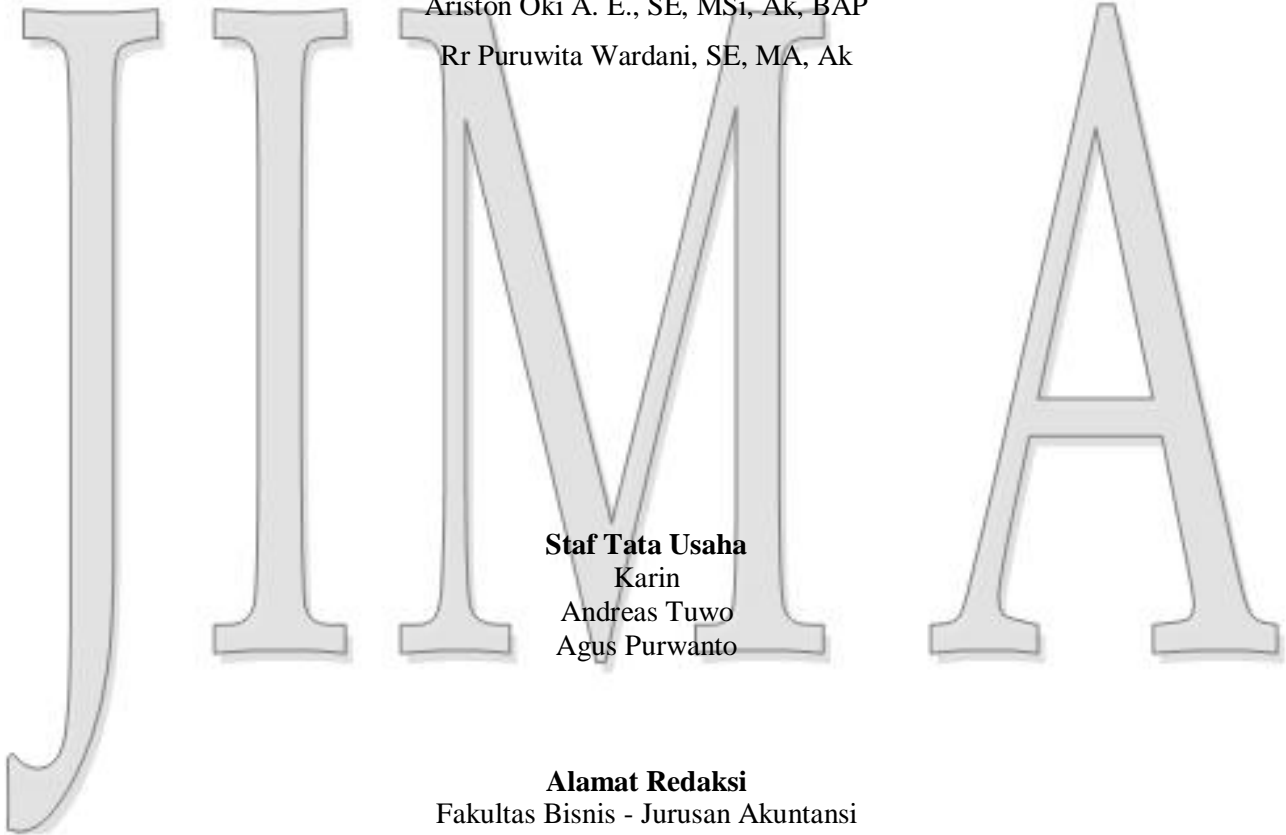 Ariston Oki A. E., SE, MSi, Ak, BAP
Rr Puruwita Wardani, SE, MA, Ak
JIMA
Staf Tata Usaha
Karin
Andreas Tuwo
Agus Purwanto
Alamat Redaksi
Fakultas Bisnis - Jurusan Akuntansi